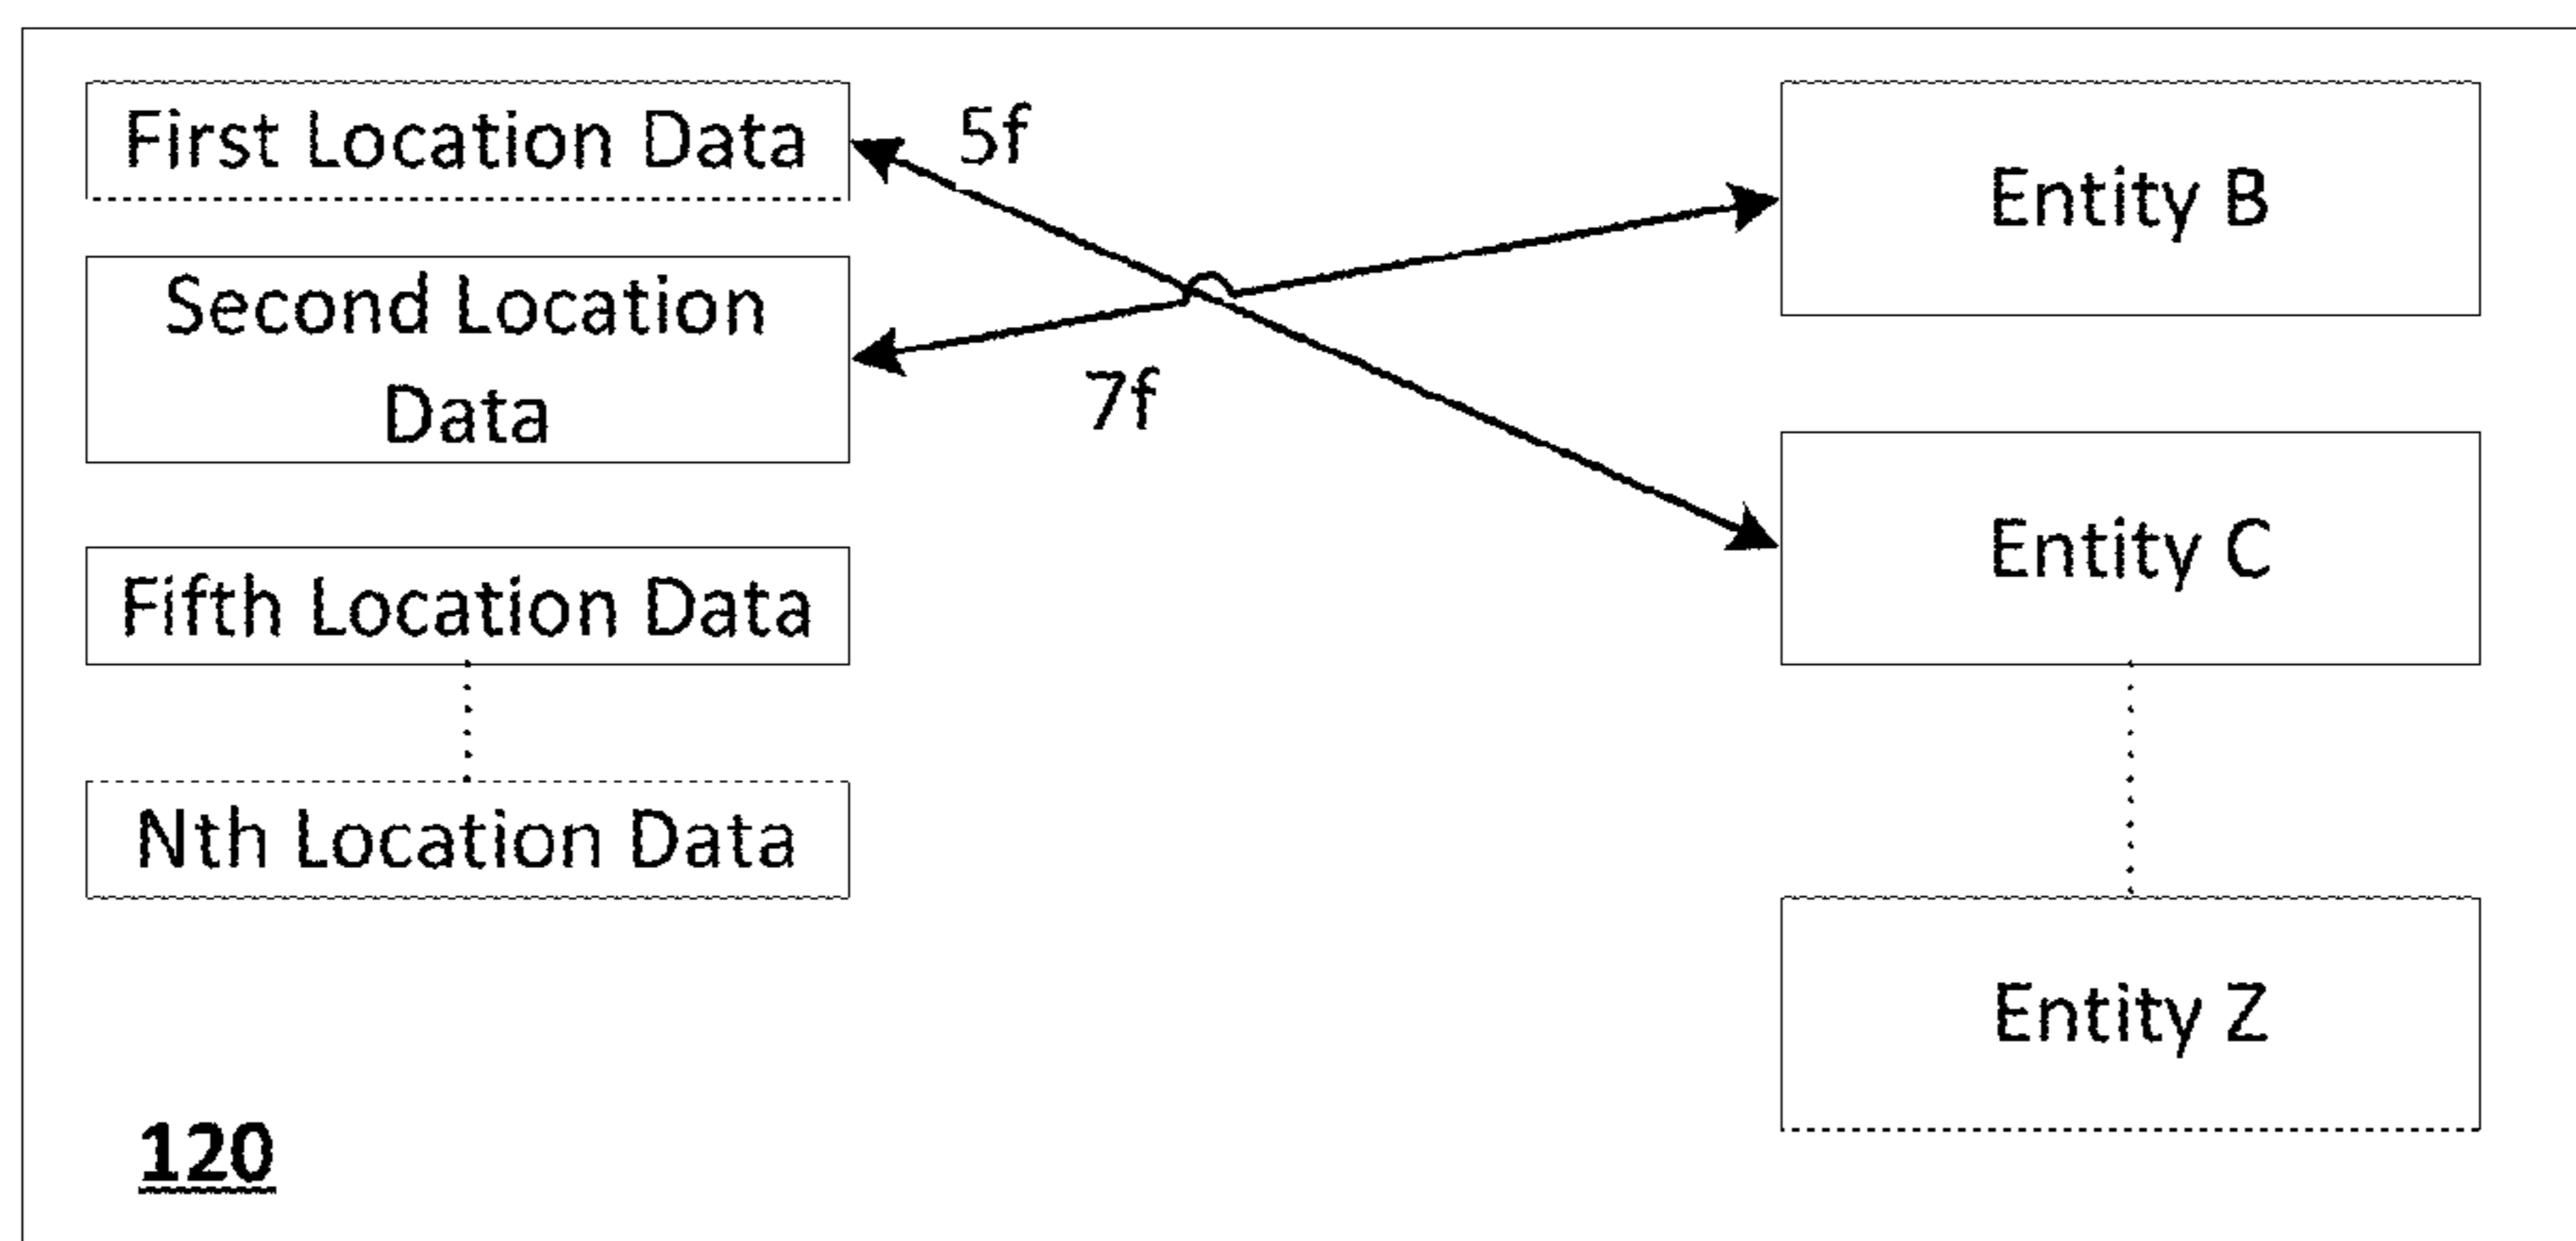 First Location Data
5f
Entity B
Second Location
Data
7f
Entity C
Fifth Location Data
Nth Location Data
Entity Z
120